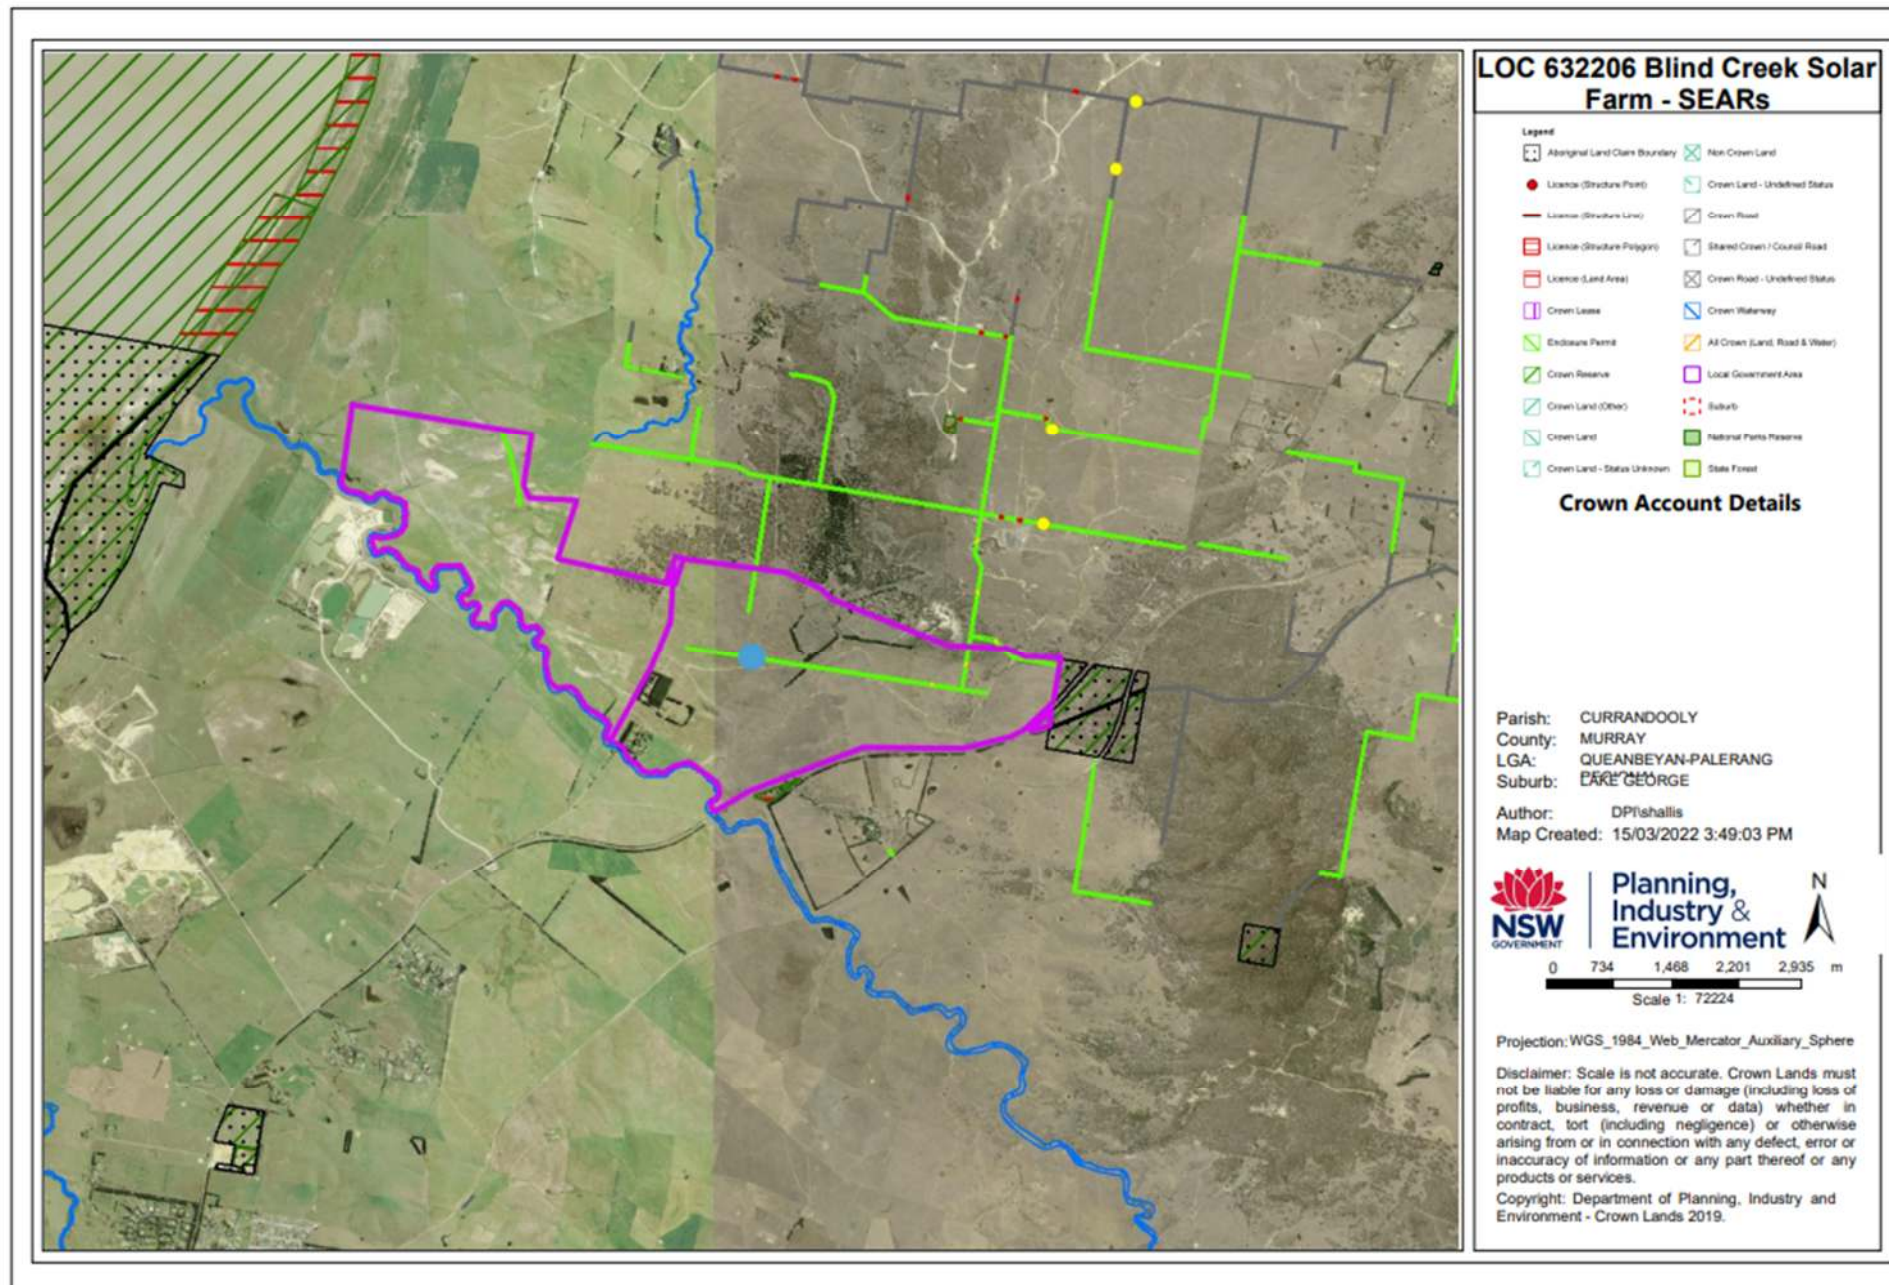 LOC 632206 Blind Creek Solar
Farm - SEARs
Legend
Aboriginal Land Claim Boundary
Non Crown Land
Licence (Structure Point)
Crown Land - Undefined Status
Licence (Structure Line)
Crown Road
Licence (Structure Polygon)
Shared Crown / Council Road
Licence (Land Area)
Crown Road - Undefined Status
Crown Lease
Crown Waterway
Enclosure Permit
All Crown (Land, Road & Water)
Crown Reserve
Local Government Area
Crown Land (Other)
Suburb
Crown Land
National Parks Reserve
Crown Land - Status Unknown
State Forest
Crown Account Details
Parish: CURRANDOOLY
County: MURRAY
LGA: QUEANBEYAN-PALERANG
REGIONAL
Suburb: LAKE GEORGE
Author: DPI\shallis
Map Created: 15/03/2022 3:49:03 PM
NSW
GOVERNMENT
Planning,
Industry &
Environment
N
0 734 1,468 2,201 2,935 m
Scale 1: 72224
Projection: WGS_1984_Web_Mercator_Auxiliary_Sphere
Disclaimer: Scale is not accurate. Crown Lands must
not be liable for any loss or damage (including loss of
profits, business, revenue or data) whether in
contract, tort (including negligence) or otherwise
arising from or in connection with any defect, error or
inaccuracy of information or any part thereof or any
products or services.
Copyright: Department of Planning, Industry and
Environment - Crown Lands 2019.